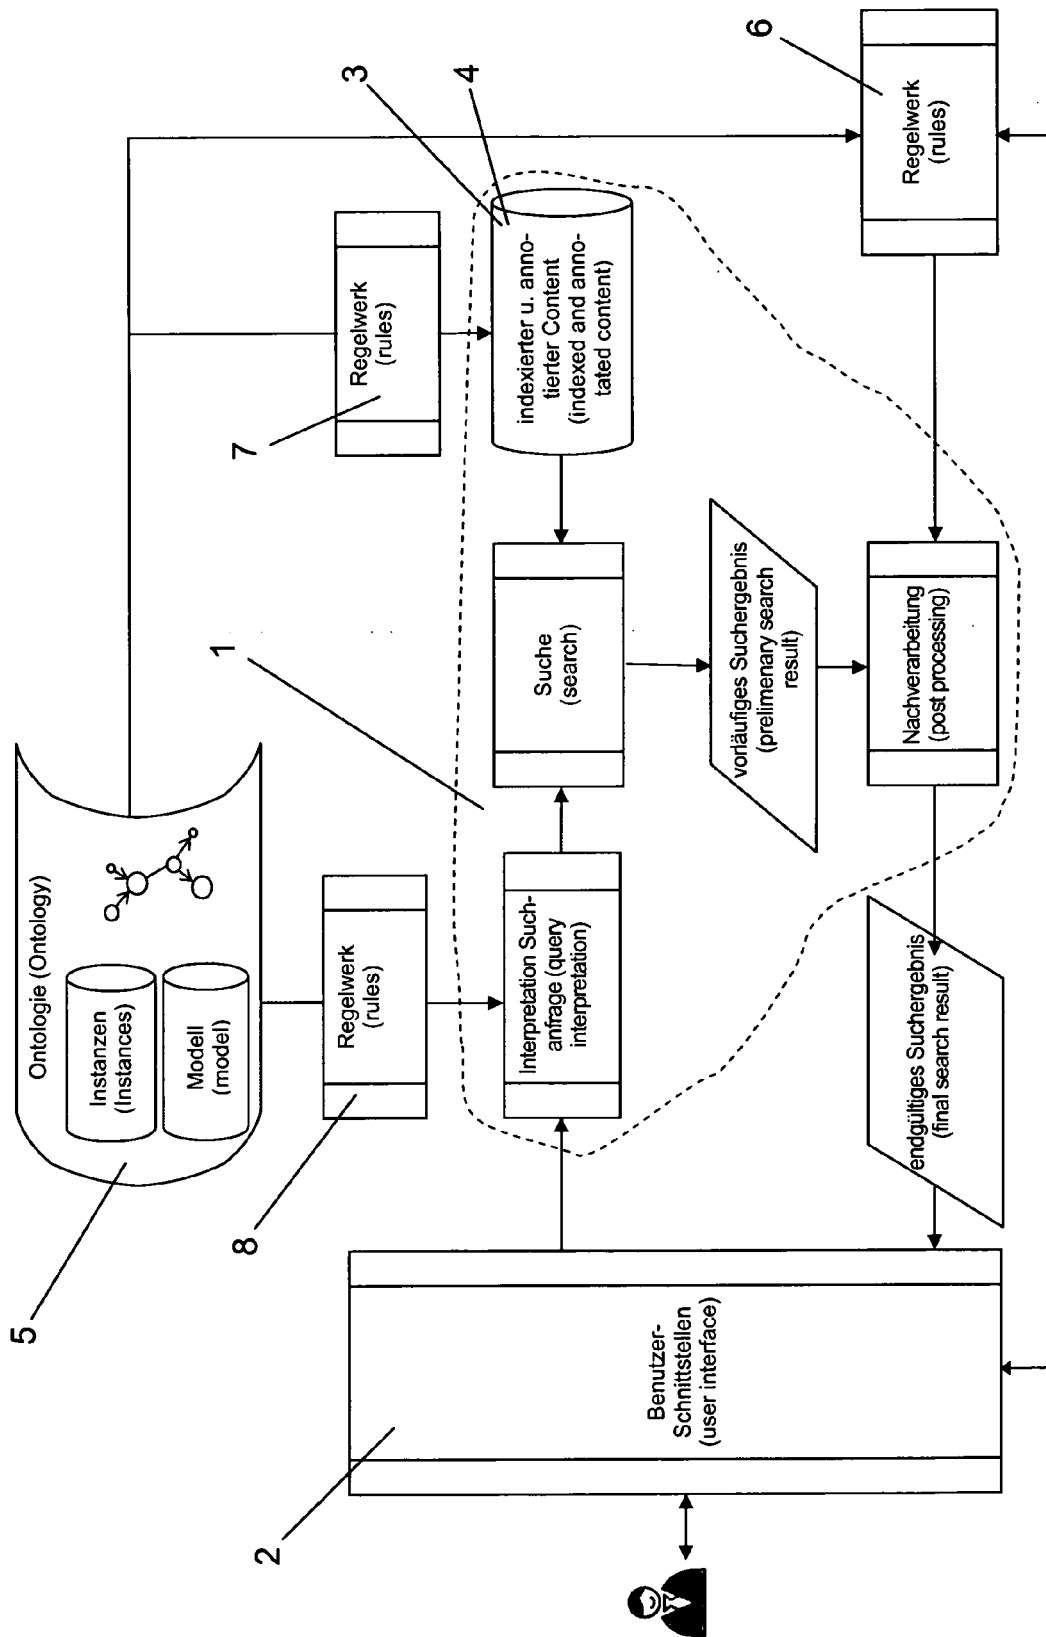 5
Ontologie (Ontology)
Instanzen
(Instances)
Modell
(model)
8
Regelwerk
(rules)
7
Regelwerk
(rules)
1
3
4
2
Benutzer-
Schnittstellen
(user interface)
Interpretation Such-
anfrage (query
interpretation)
Suche
(search)
indexierter u. anno-
tierter Content
(indexed and anno-
tated content)
vorläufiges Suchergebnis
(prelimenary search
result)
6
endgültiges Suchergebnis
(final search result)
Nachverarbeitung
(post processing)
Regelwerk
(rules)